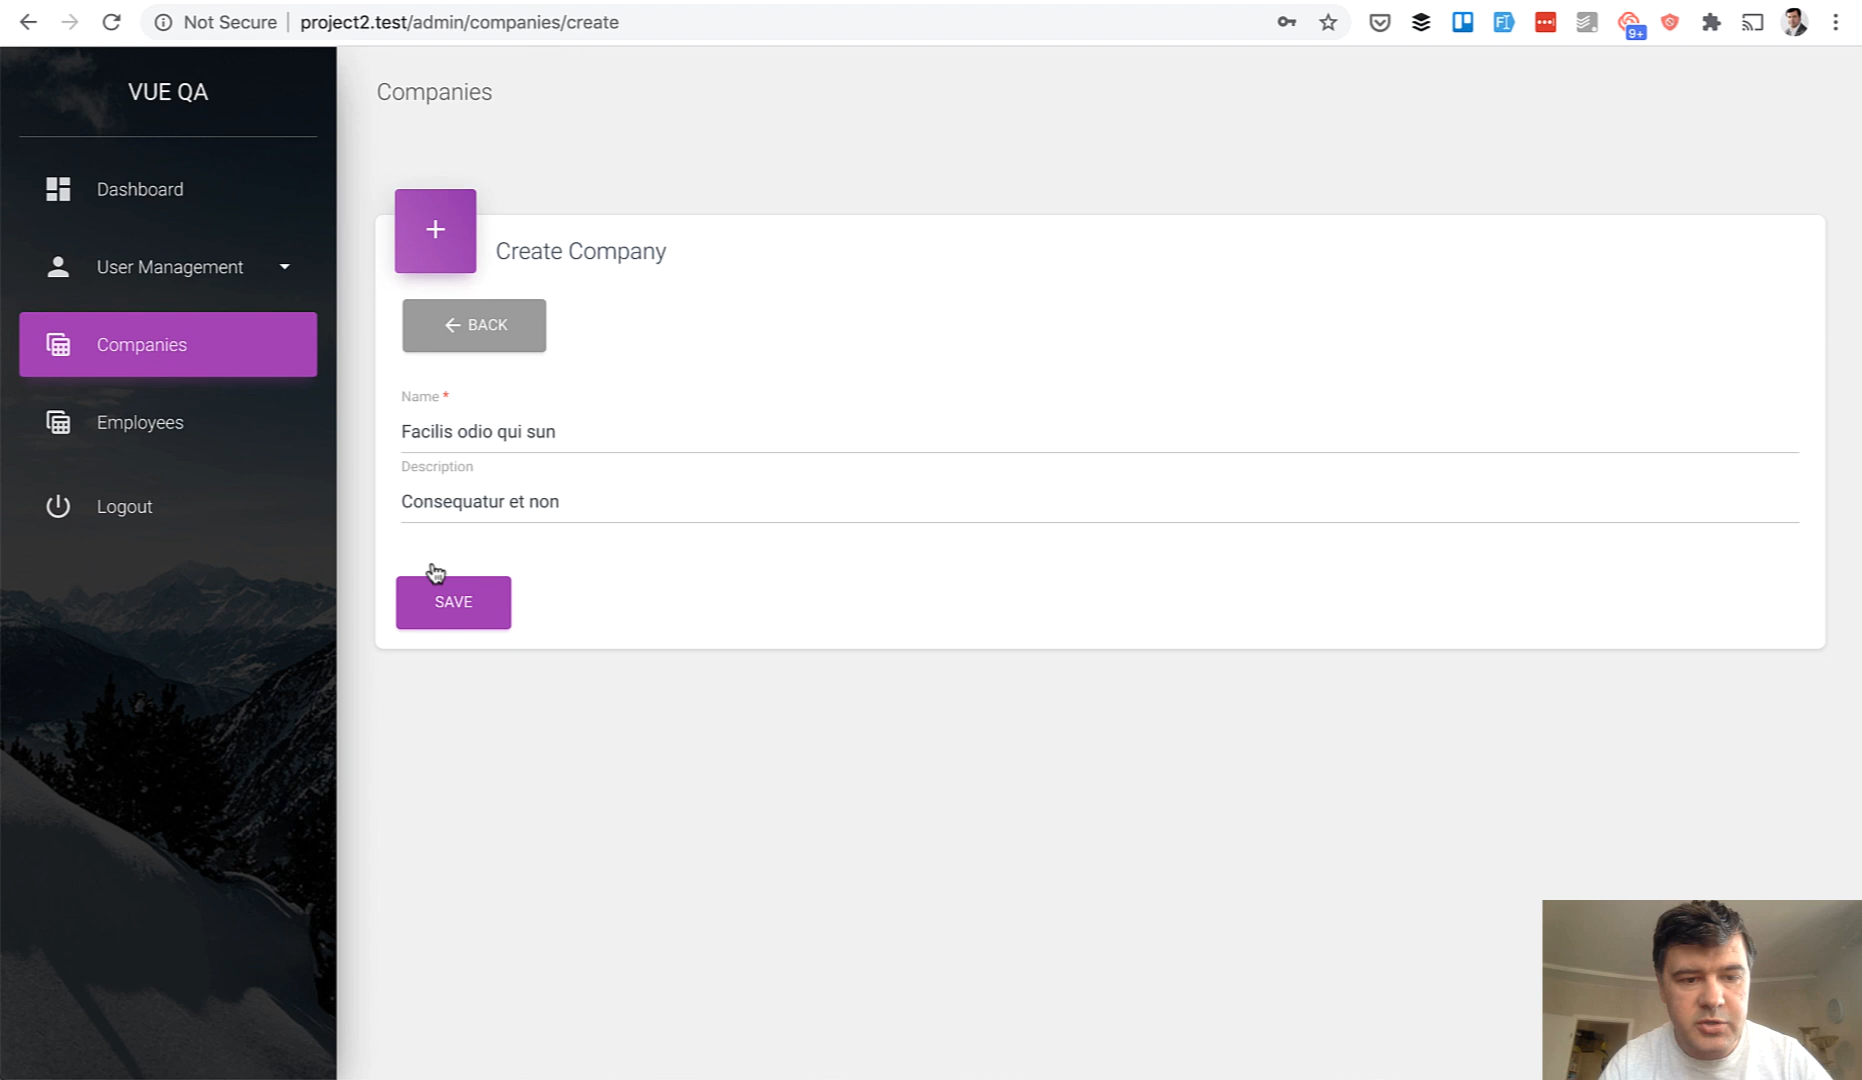 Not Secure | project2.test/admin/companies/create
9+
VUE QA
Companies
Dashboard
User Management
Companies
Employees
Logout
Create Company
BACK
Name *
Facilis odio qui sun
Description
Consequatur et non
SAVE